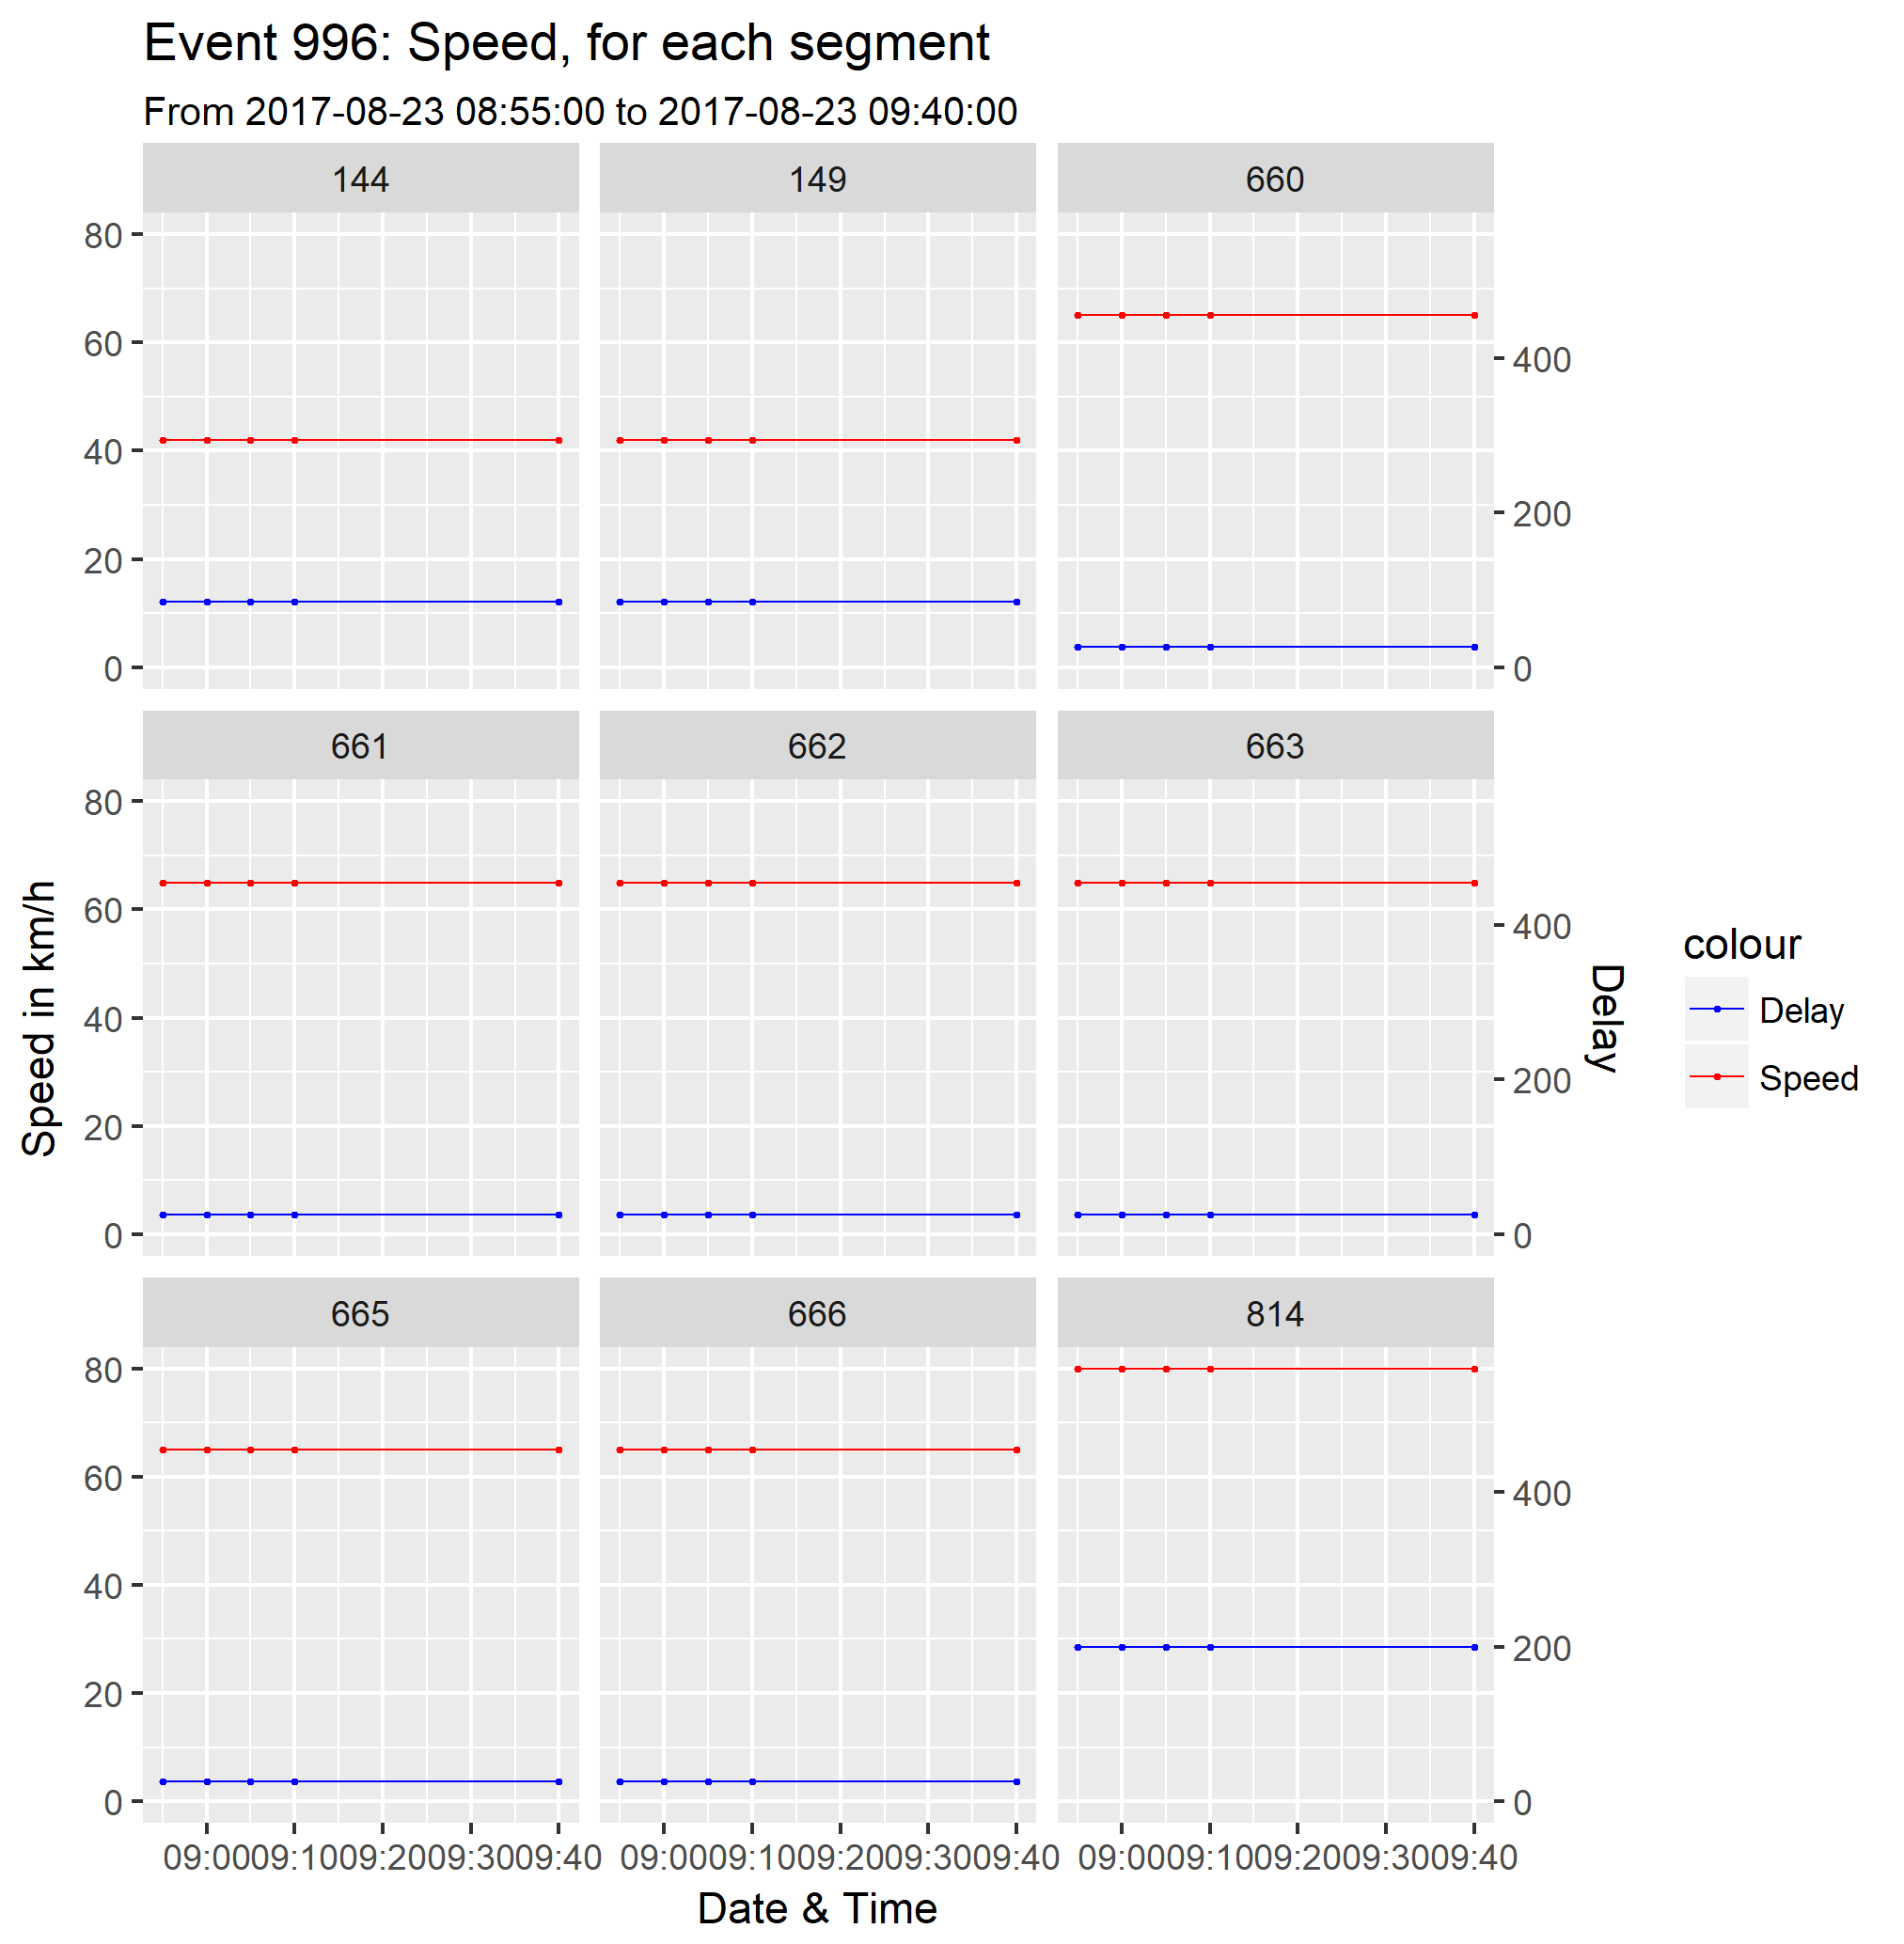 Event 996: Speed, for each segment
From 2017-08-23 08:55:00 to 2017-08-23 09:40:00
144 149 660
80
60
40
20
0
400
200
0
661 662 663
80
60
40
20
0
400
200
0
665 666 814
80
60
40
20
0
400
200
0
Speed in km/h
Delay
colour
Delay
Speed
09:00 09:10 09:20 09:30 09:40 09:00 09:10 09:20 09:30 09:40 09:00 09:10 09:20 09:30 09:40
Date & Time